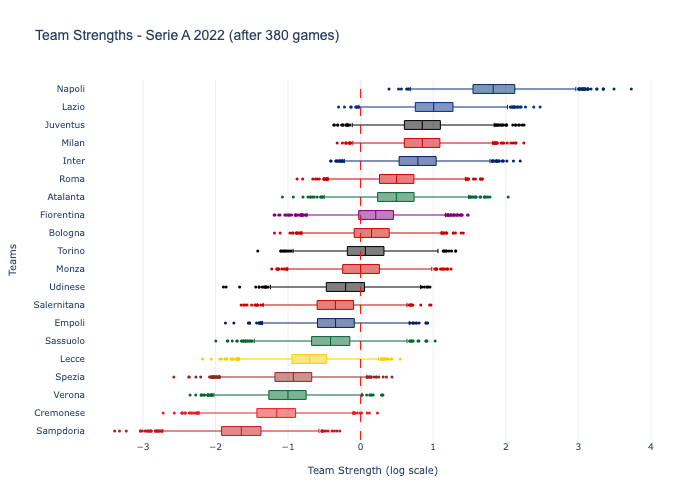 Team Strengths - Serie A 2022 (after 380 games)
Napoli
Lazio
Juventus
Milan
Inter
Roma
Atalanta
Fiorentina
Bologna
Torino
Monza
Udinese
Salernitana
Empoli
Sassuolo
Lecce
Spezia
Verona
Cremonese
Sampdoria
Teams
−3 −2 −1 0 1 2 3 4
Team Strength (log scale)